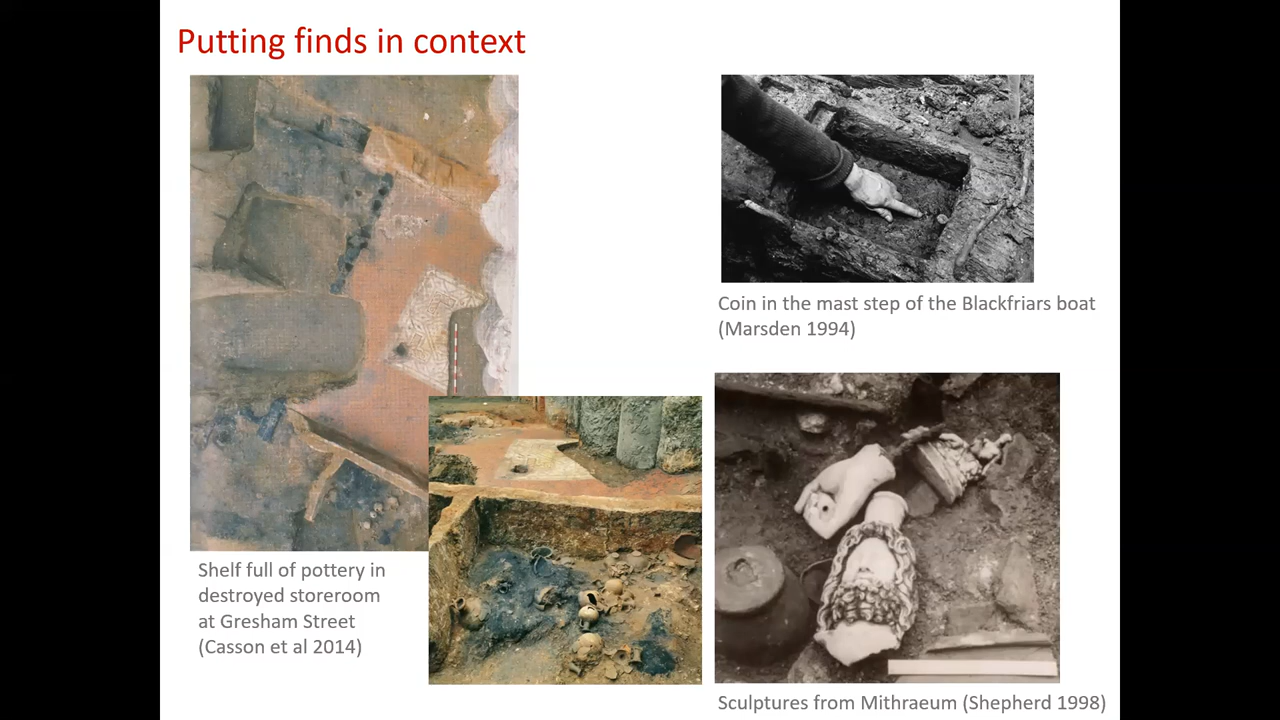 Putting finds in context
Coin in the mast step of the Blackfriars boat
(Marsden 1994)
Shelf full of pottery in
destroyed storeroom
at Gresham Street
(Casson et al 2014)
Sculptures from Mithraeum (Shepherd 1998)